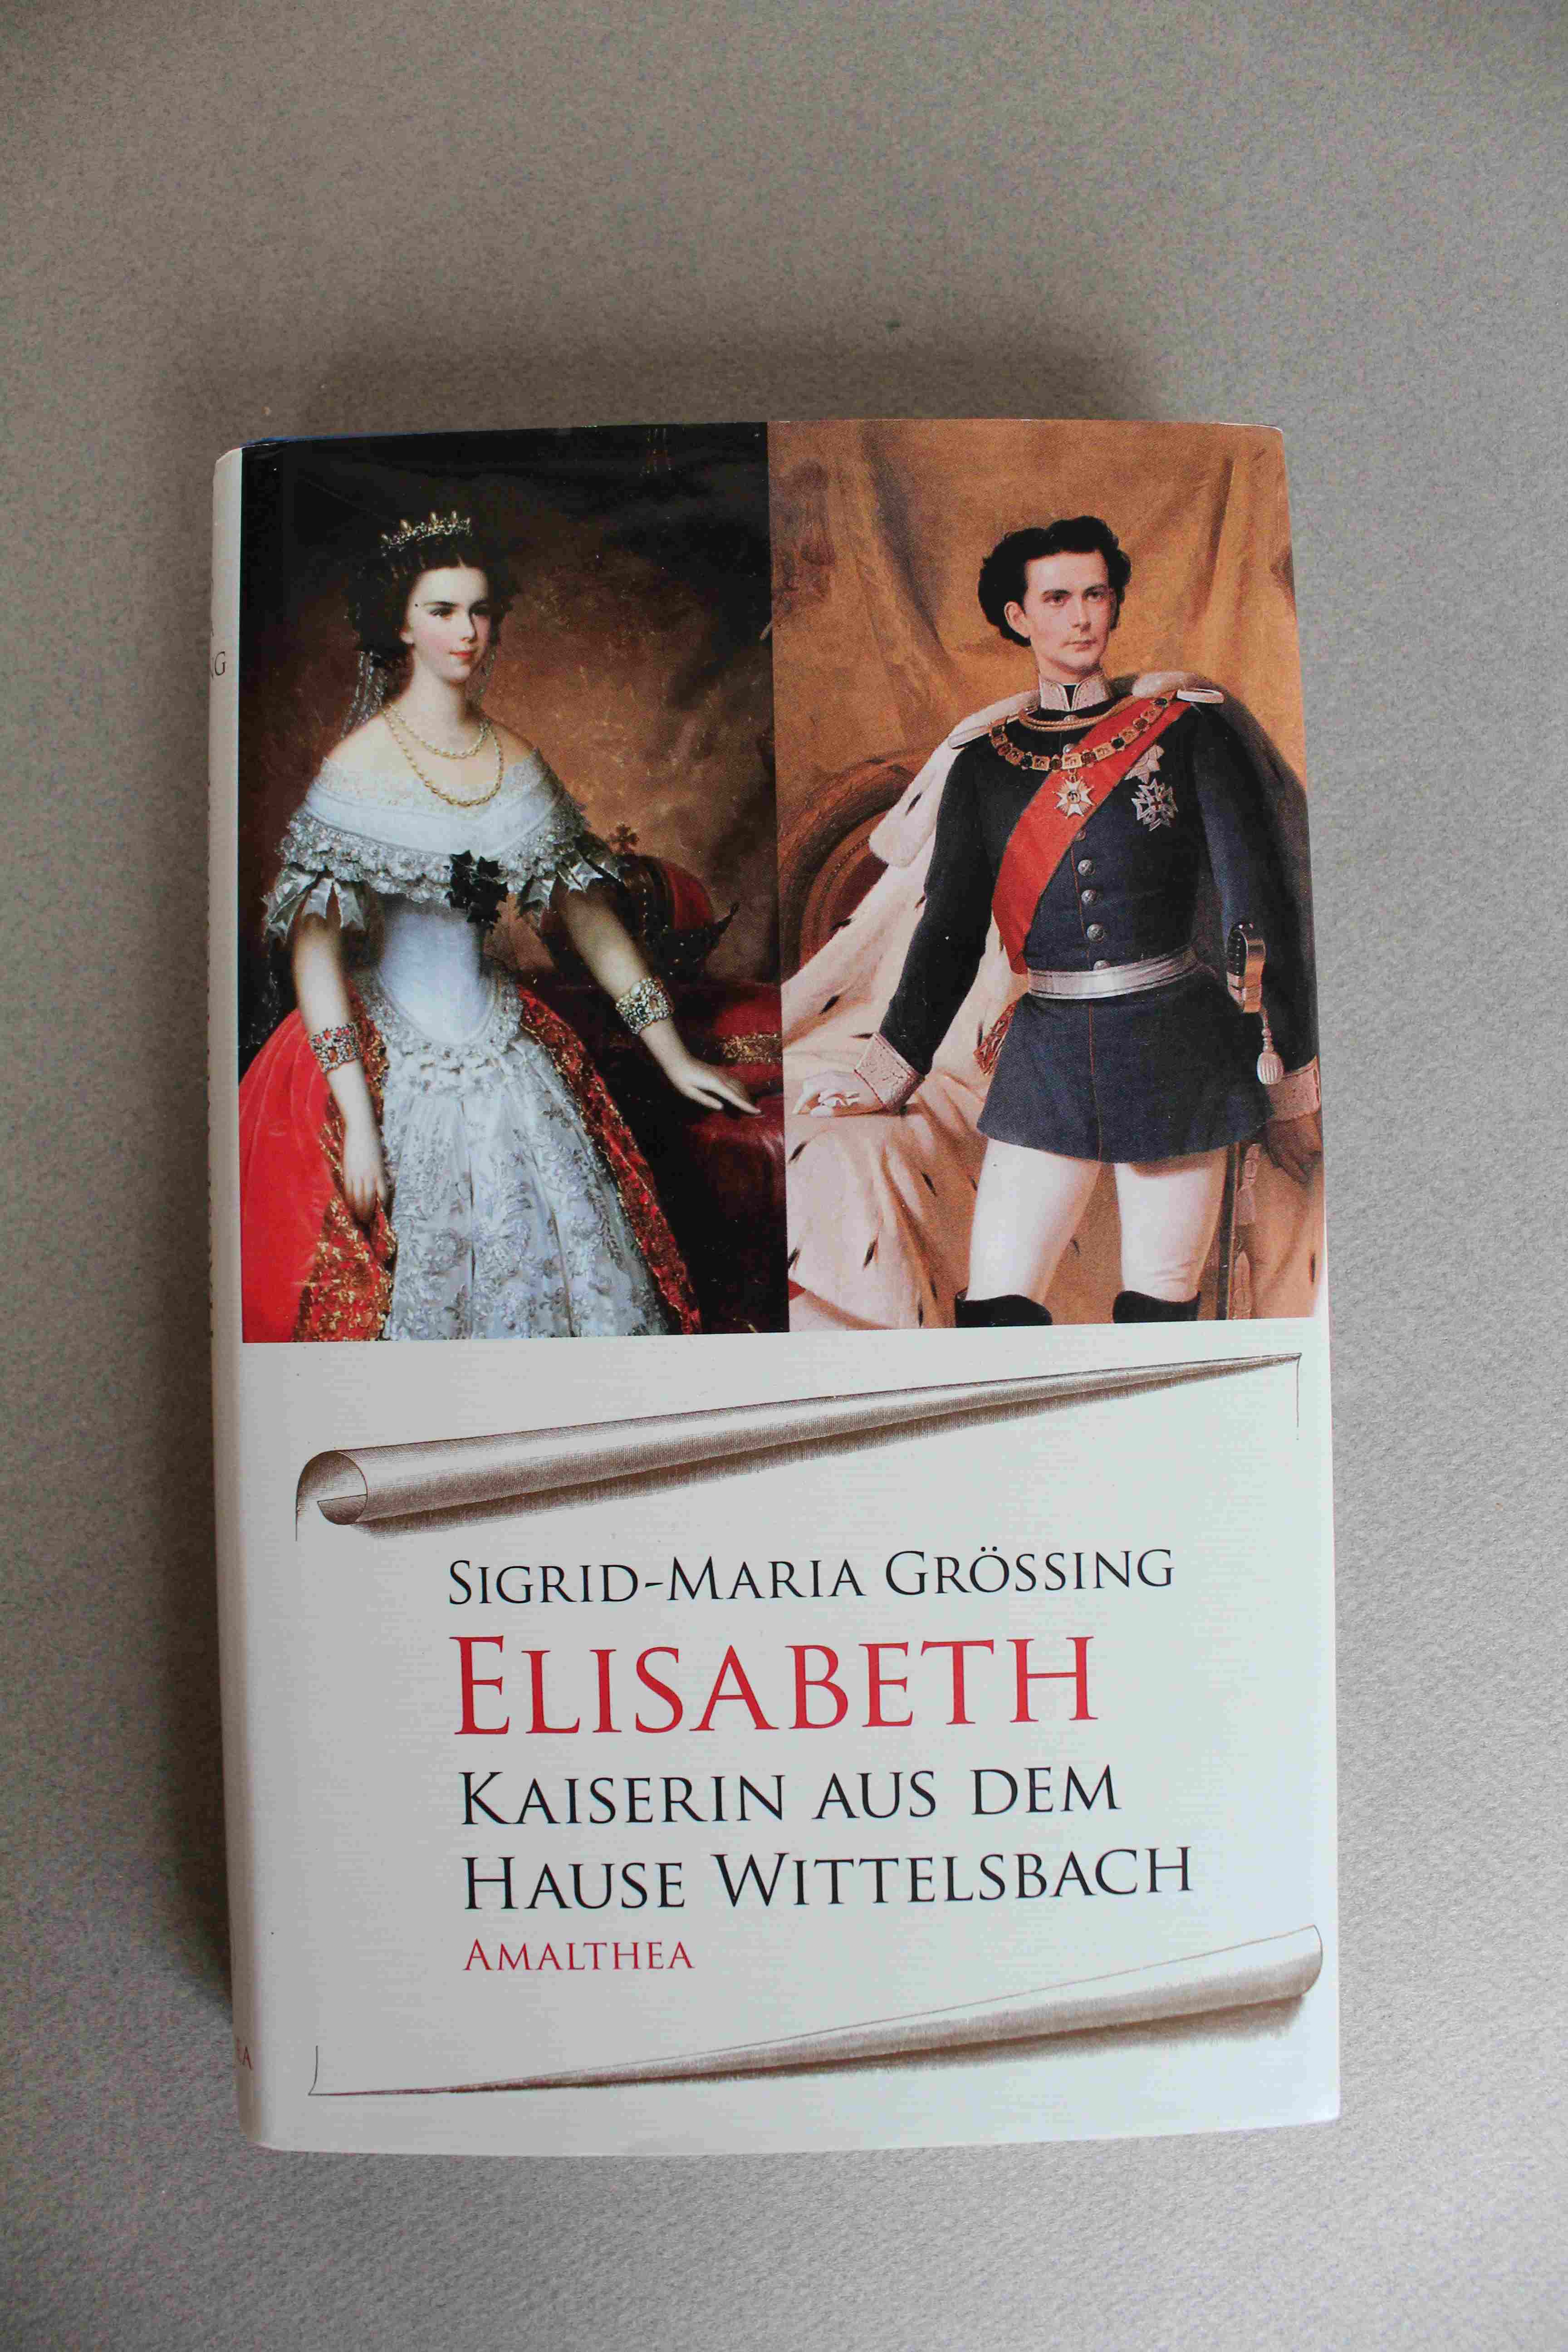 SIGRID-MARIA GRÖSSING
ELISABETH
KAISERIN AUS DEM
HAUSE WITTELSBACH
AMALTHEA